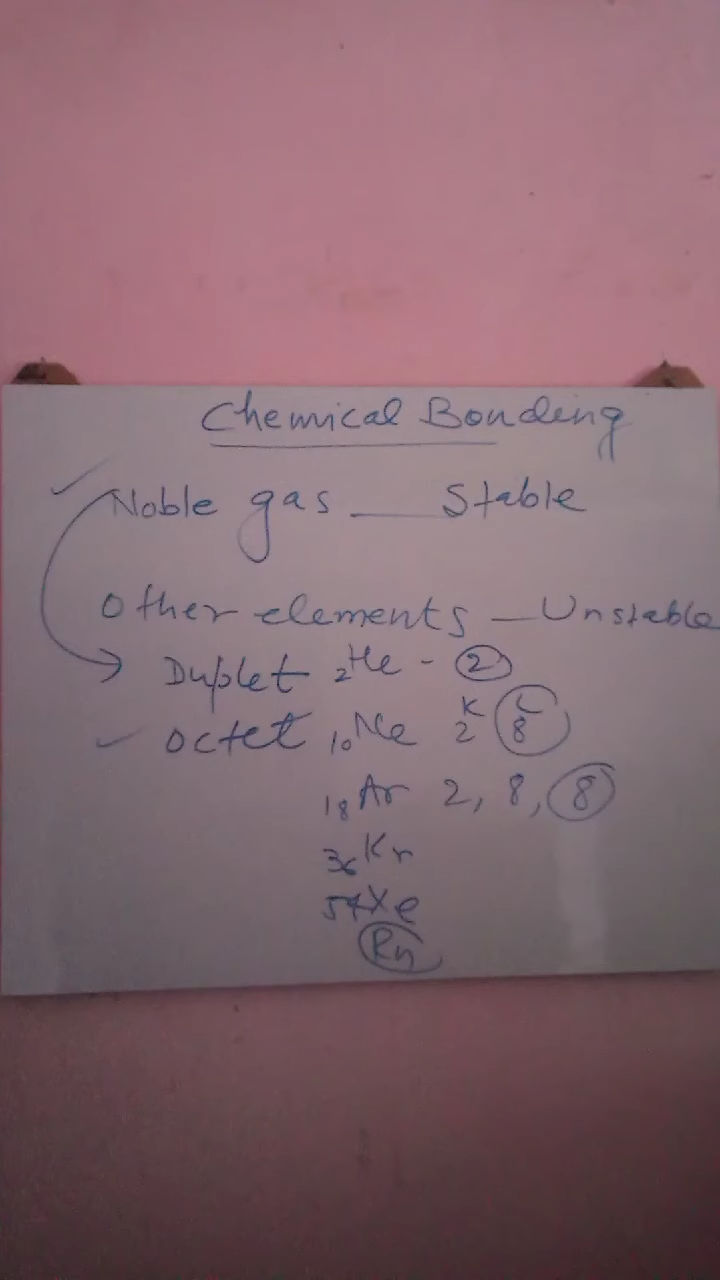 Chemical Bonding
Noble gas __ Stable
Other elements _ Unstable
Duplet ₂He - 2
K L
Octet ₁₀Ne 2 8
₁₈Ar 2, 8, 8
₃₆Kr
₅₄Xe
Rn